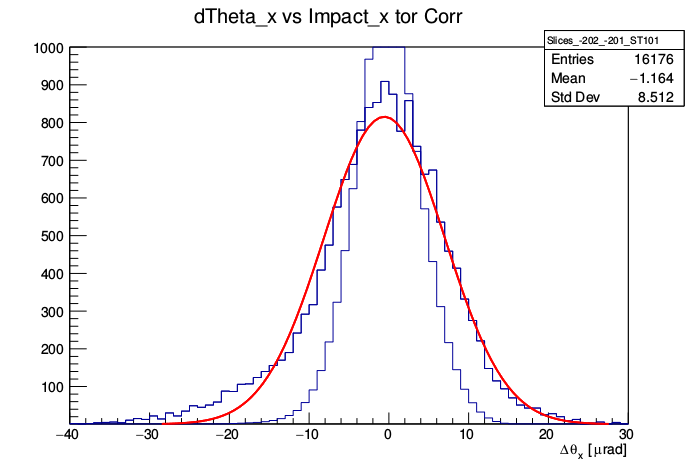 dTheta_x vs Impact_x tor Corr
Slices_-202_-201_ST101
Entries 16176
Mean −1.164
Std Dev 8.512
1000
900
800
700
600
500
400
300
200
100
−40 −30 −20 −10 0 10 20 30
Δθx [μrad]